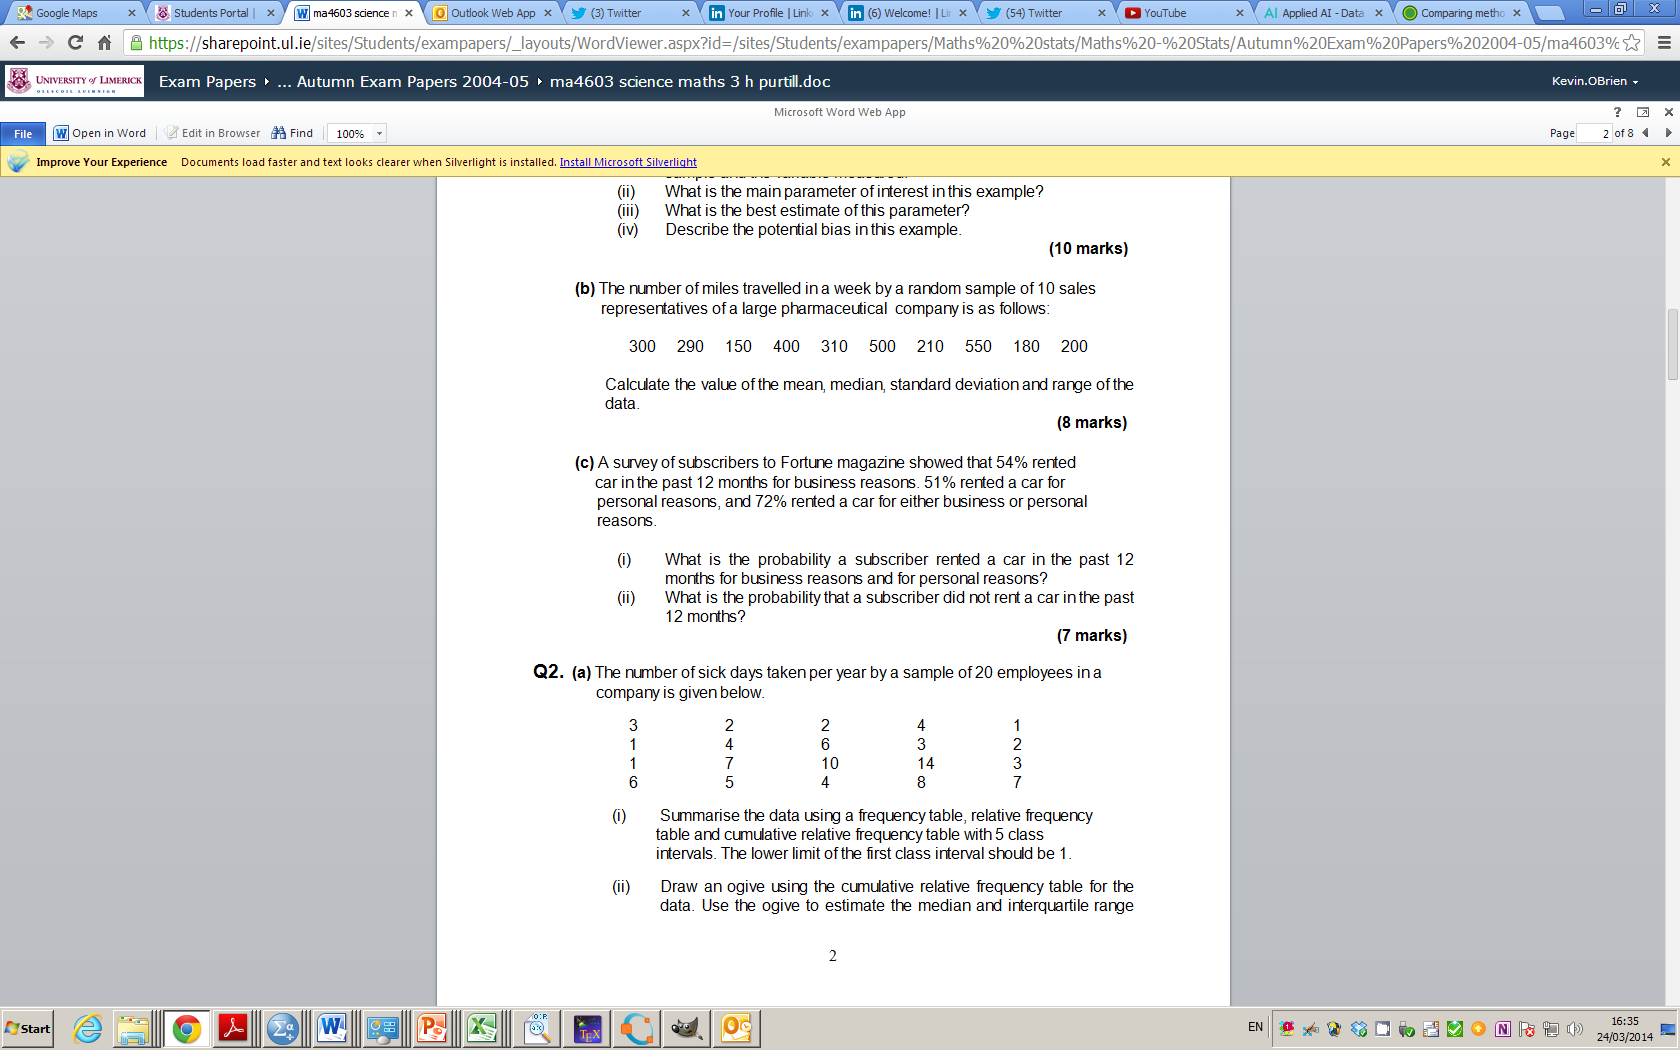 Google Maps
Students Portal |
ma4603 science n
Outlook Web App
(3) Twitter
Your Profile | Link
(6) Welcome! | Li
(54) Twitter
YouTube
Applied AI - Data
Comparing metho
https://sharepoint.ul.ie/sites/Students/exampapers/_layouts/WordViewer.aspx?id=/sites/Students/exampapers/Maths%20%20stats/Maths%20-%20Stats/Autumn%20Exam%20Papers%202004-05/ma4603%
UNIVERSITY of LIMERICK
OLLSCOIL LUIMNIGH
Exam Papers ▸ ... Autumn Exam Papers 2004-05 ▸ ma4603 science maths 3 h purtill.doc
Kevin.OBrien
Microsoft Word Web App
File Open in Word Edit in Browser Find 100%
Page 2 of 8
Improve Your Experience Documents load faster and text looks clearer when Silverlight is installed. Install Microsoft Silverlight
(ii) What is the main parameter of interest in this example?
(iii) What is the best estimate of this parameter?
(iv) Describe the potential bias in this example.
(10 marks)
(b) The number of miles travelled in a week by a random sample of 10 sales
representatives of a large pharmaceutical company is as follows:
300 290 150 400 310 500 210 550 180 200
Calculate the value of the mean, median, standard deviation and range of the
data.
(8 marks)
(c) A survey of subscribers to Fortune magazine showed that 54% rented
car in the past 12 months for business reasons. 51% rented a car for
personal reasons, and 72% rented a car for either business or personal
reasons.
(i) What is the probability a subscriber rented a car in the past 12
months for business reasons and for personal reasons?
(ii) What is the probability that a subscriber did not rent a car in the past
12 months?
(7 marks)
Q2. (a) The number of sick days taken per year by a sample of 20 employees in a
company is given below.
3 2 2 4 1
1 4 6 3 2
1 7 10 14 3
6 5 4 8 7
(i) Summarise the data using a frequency table, relative frequency
table and cumulative relative frequency table with 5 class
intervals. The lower limit of the first class interval should be 1.
(ii) Draw an ogive using the cumulative relative frequency table for the
data. Use the ogive to estimate the median and interquartile range
2
Start
EN
16:35
24/03/2014